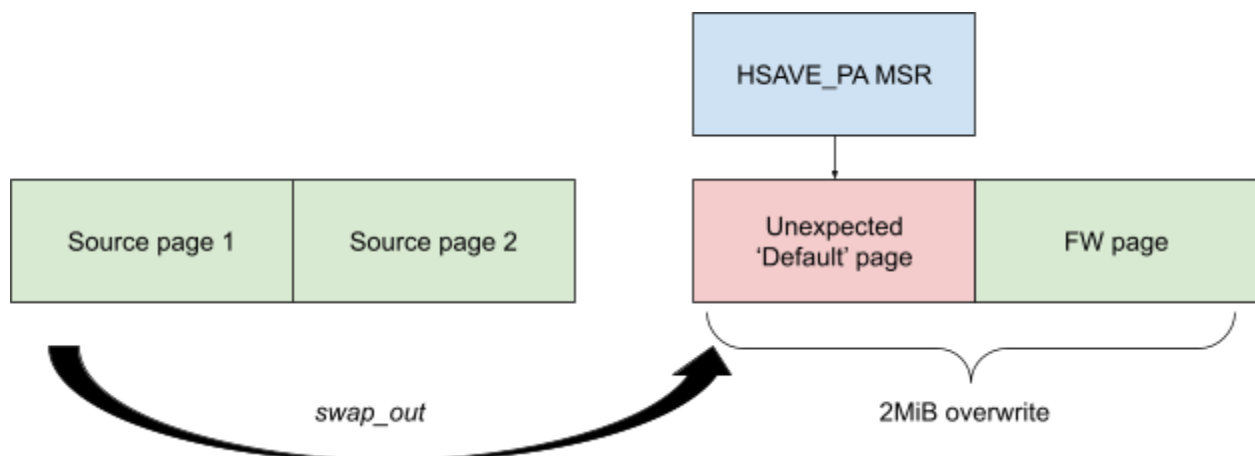 HSAVE_PA MSR
Source page 1
Source page 2
Unexpected
‘Default’ page
FW page
swap_out
2MiB overwrite